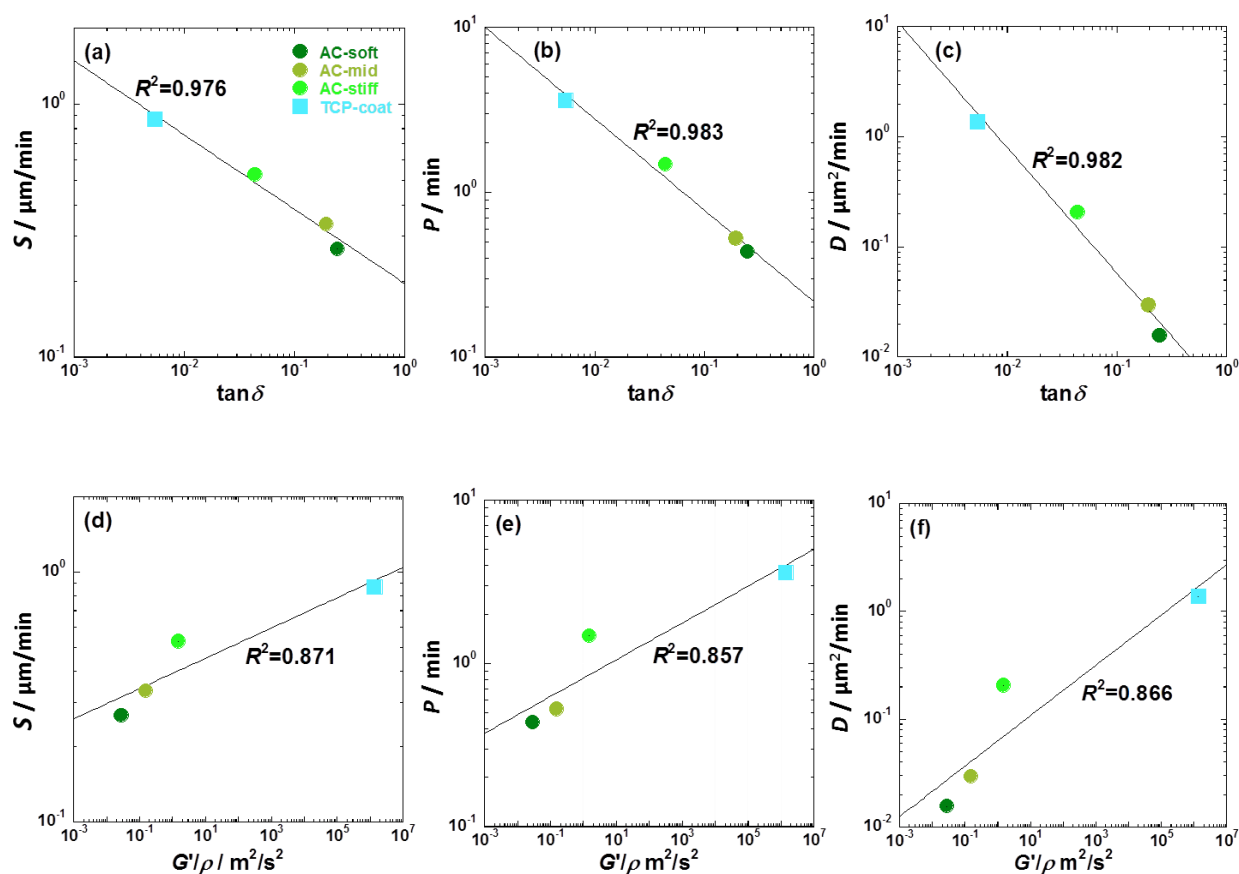 (a)
AC-soft
AC-mid
AC-stiff
TCP-coat
R²=0.976
S / μm/min
10⁰
10⁻¹
10⁻³ 10⁻² 10⁻¹ 10⁰
tanδ
(b)
R²=0.983
P / min
10¹
10⁰
10⁻¹
10⁻³ 10⁻² 10⁻¹ 10⁰
tanδ
(c)
R²=0.982
D / μm²/min
10¹
10⁰
10⁻¹
10⁻²
10⁻³ 10⁻² 10⁻¹ 10⁰
tanδ
(d)
R²=0.871
S / μm/min
10⁰
10⁻¹
10⁻³ 10⁻¹ 10¹ 10³ 10⁵ 10⁷
G'/ρ / m²/s²
(e)
R²=0.857
P / min
10¹
10⁰
10⁻¹
10⁻³ 10⁻¹ 10¹ 10³ 10⁵ 10⁷
G'/ρ m²/s²
(f)
R²=0.866
D / μm²/min
10¹
10⁰
10⁻¹
10⁻²
10⁻³ 10⁻¹ 10¹ 10³ 10⁵ 10⁷
G'/ρ m²/s²